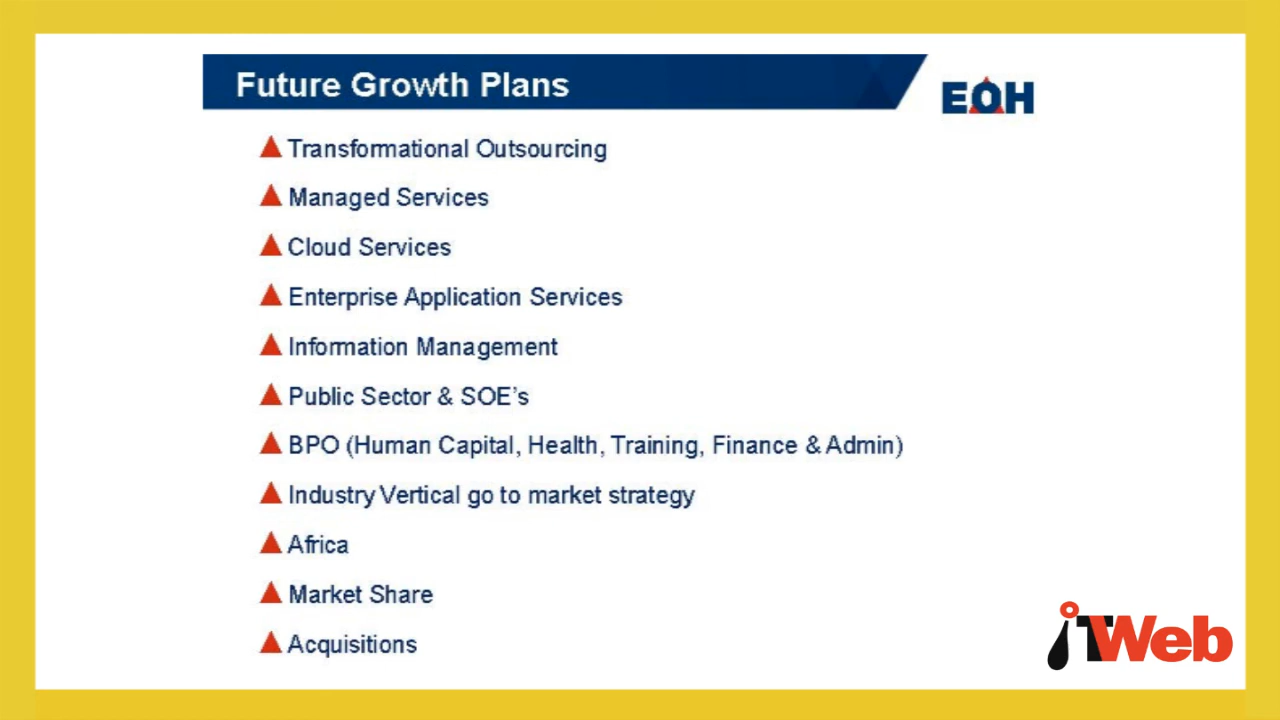 Future Growth Plans
EOH
Transformational Outsourcing
Managed Services
Cloud Services
Enterprise Application Services
Information Management
Public Sector & SOE’s
BPO (Human Capital, Health, Training, Finance & Admin)
Industry Vertical go to market strategy
Africa
Market Share
Acquisitions
iTWeb